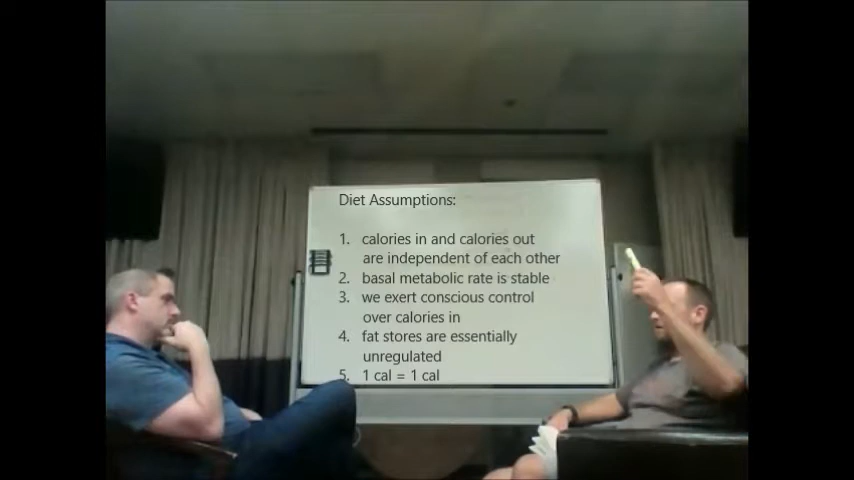 Diet Assumptions:
1. calories in and calories out
are independent of each other
2. basal metabolic rate is stable
3. we exert conscious control
over calories in
4. fat stores are essentially
unregulated
5. 1 cal = 1 cal